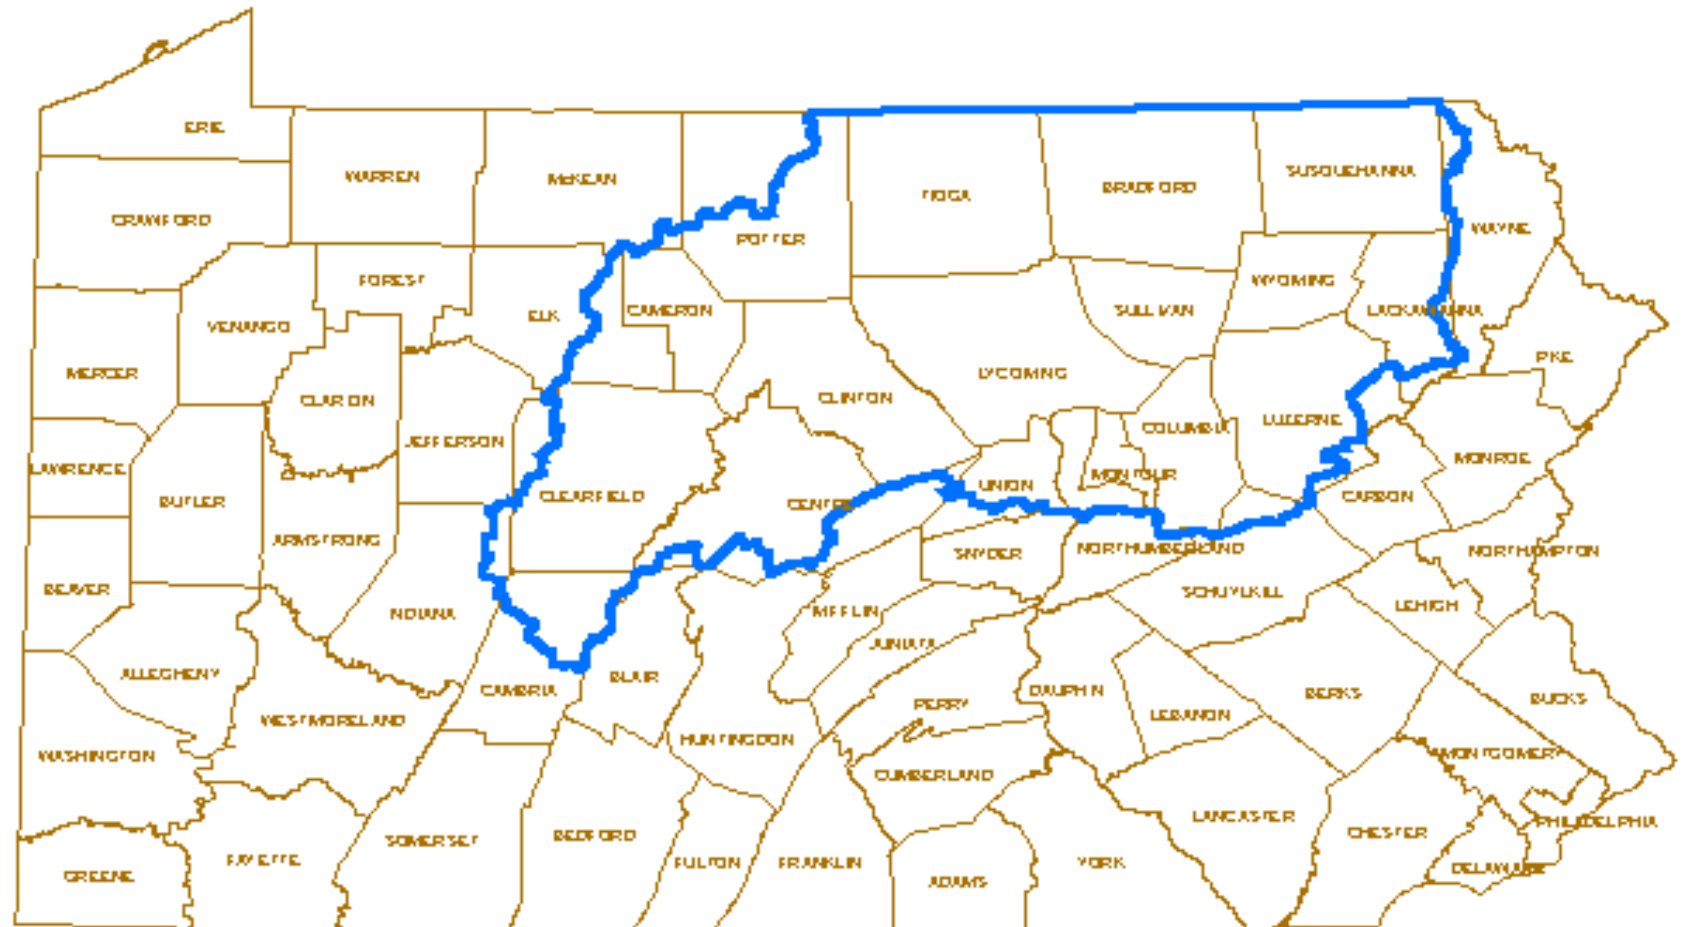 ERIE
WARREN
McKEAN
SUSQUEHANNA
CRAWFORD
TIOGA
BRADFORD
POTTER
WAYNE
FOREST
WYOMING
VENANGO
ELK
CAMERON
SULLIVAN
LACKAWANNA
MERCER
PIKE
CLARION
CLINTON
LYCOMING
JEFFERSON
COLUMBIA
LUZERNE
LAWRENCE
BUTLER
CLEARFIELD
CENTRE
UNION
MONTOUR
MONROE
CARBON
ARMSTRONG
SNYDER
NORTHUMBERLAND
NORTHAMPTON
BEAVER
INDIANA
MIFFLIN
SCHUYLKILL
LEHIGH
JUNIATA
ALLEGHENY
CAMBRIA
BLAIR
DAUPHIN
BERKS
BUCKS
WESTMORELAND
PERRY
LEBANON
WASHINGTON
HUNTINGDON
MONTGOMERY
CUMBERLAND
SOMERSET
BEDFORD
LANCASTER
CHESTER
PHILADELPHIA
GREENE
FAYETTE
FULTON
FRANKLIN
ADAMS
YORK
DELAWARE